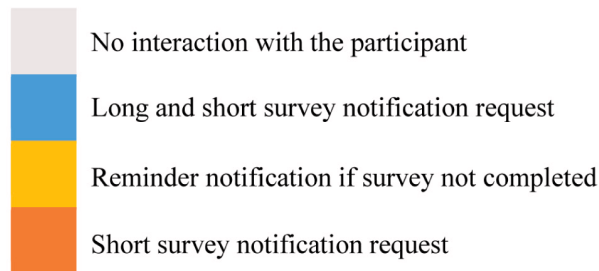 No interaction with the participant
Long and short survey notification request
Reminder notification if survey not completed
Short survey notification request